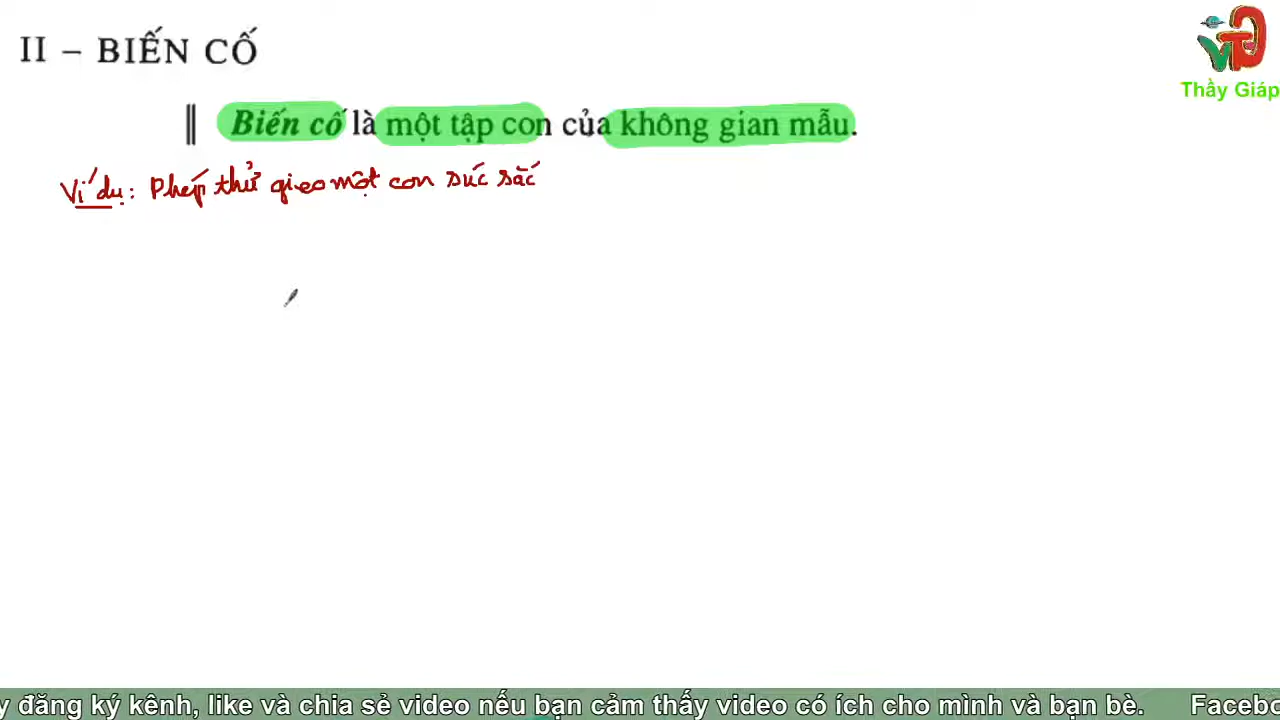 II – BIẾN CỐ
Thầy Giáp
Biến cố là một tập con của không gian mẫu.
Ví dụ: Phép thử gieo một con súc sắc
đăng ký kênh, like và chia sẻ video nếu bạn cảm thấy video có ích cho mình và bạn bè.